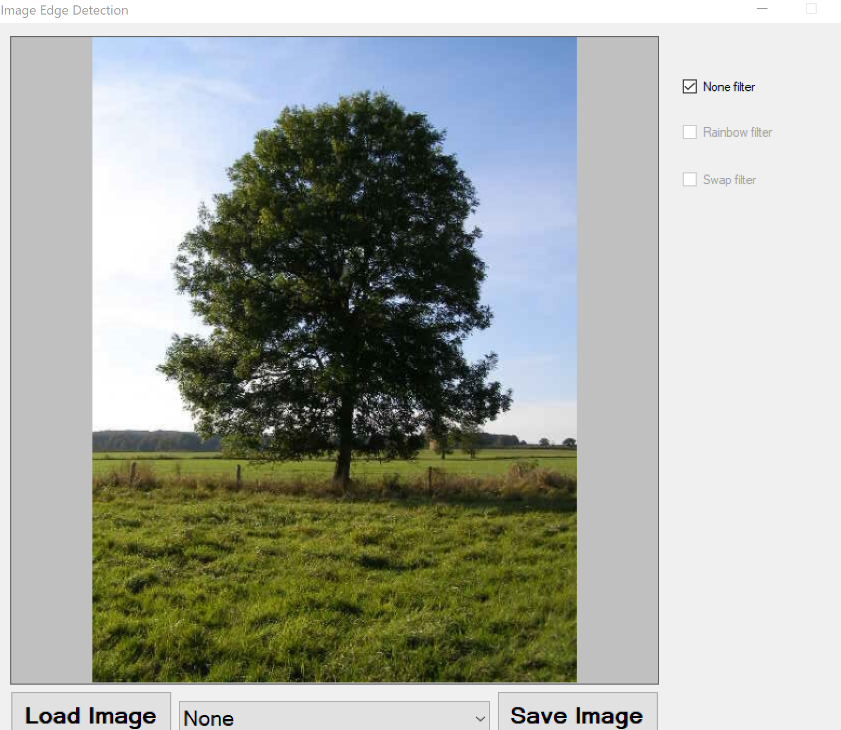 Image Edge Detection
None filter
Rainbow filter
Swap filter
Load Image
None
Save Image